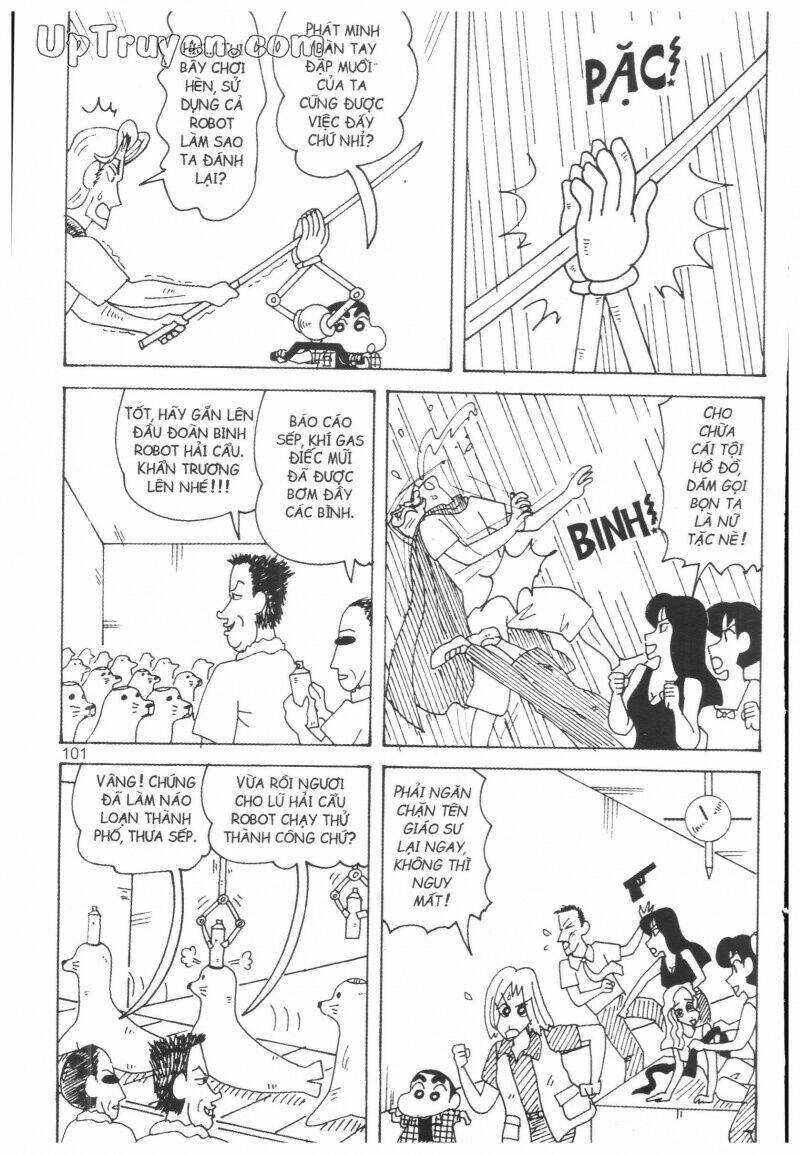 UpTruyen.com
BÂY CHƠI
HÈN, SỬ
DỤNG CẢ
ROBOT
LÀM SAO
TA ĐÁNH
LẠI?
PHÁT MINH
BÀN TAY
ĐẬP MUỖI
CỦA TA
CŨNG ĐƯỢC
VIỆC ĐẤY
CHỨ NHỈ?
PẶC!
TỐT, HÃY GẮN LÊN
ĐẦU ĐOÀN BINH
ROBOT HẢI CẨU.
KHẨN TRƯƠNG
LÊN NHÉ!!!
BÁO CÁO
SẾP, KHÍ GAS
ĐIẾC MŨI
ĐÃ ĐƯỢC
BƠM ĐẦY
CÁC BÌNH.
CHO
CHỪA
CÁI TỘI
HỒ ĐỒ,
DÁM GỌI
BỌN TA
LÀ NỮ
TẶC NÈ!
BINH!
101
VÂNG! CHÚNG
ĐÃ LÀM NÁO
LOẠN THÀNH
PHỐ, THƯA SẾP.
VỪA RỒI NGƯƠI
CHO LŨ HẢI CẨU
ROBOT CHẠY THỬ
THÀNH CÔNG CHỨ?
PHẢI NGĂN
CHẶN TÊN
GIÁO SƯ
LẠI NGAY,
KHÔNG THÌ
NGUY
MẤT!